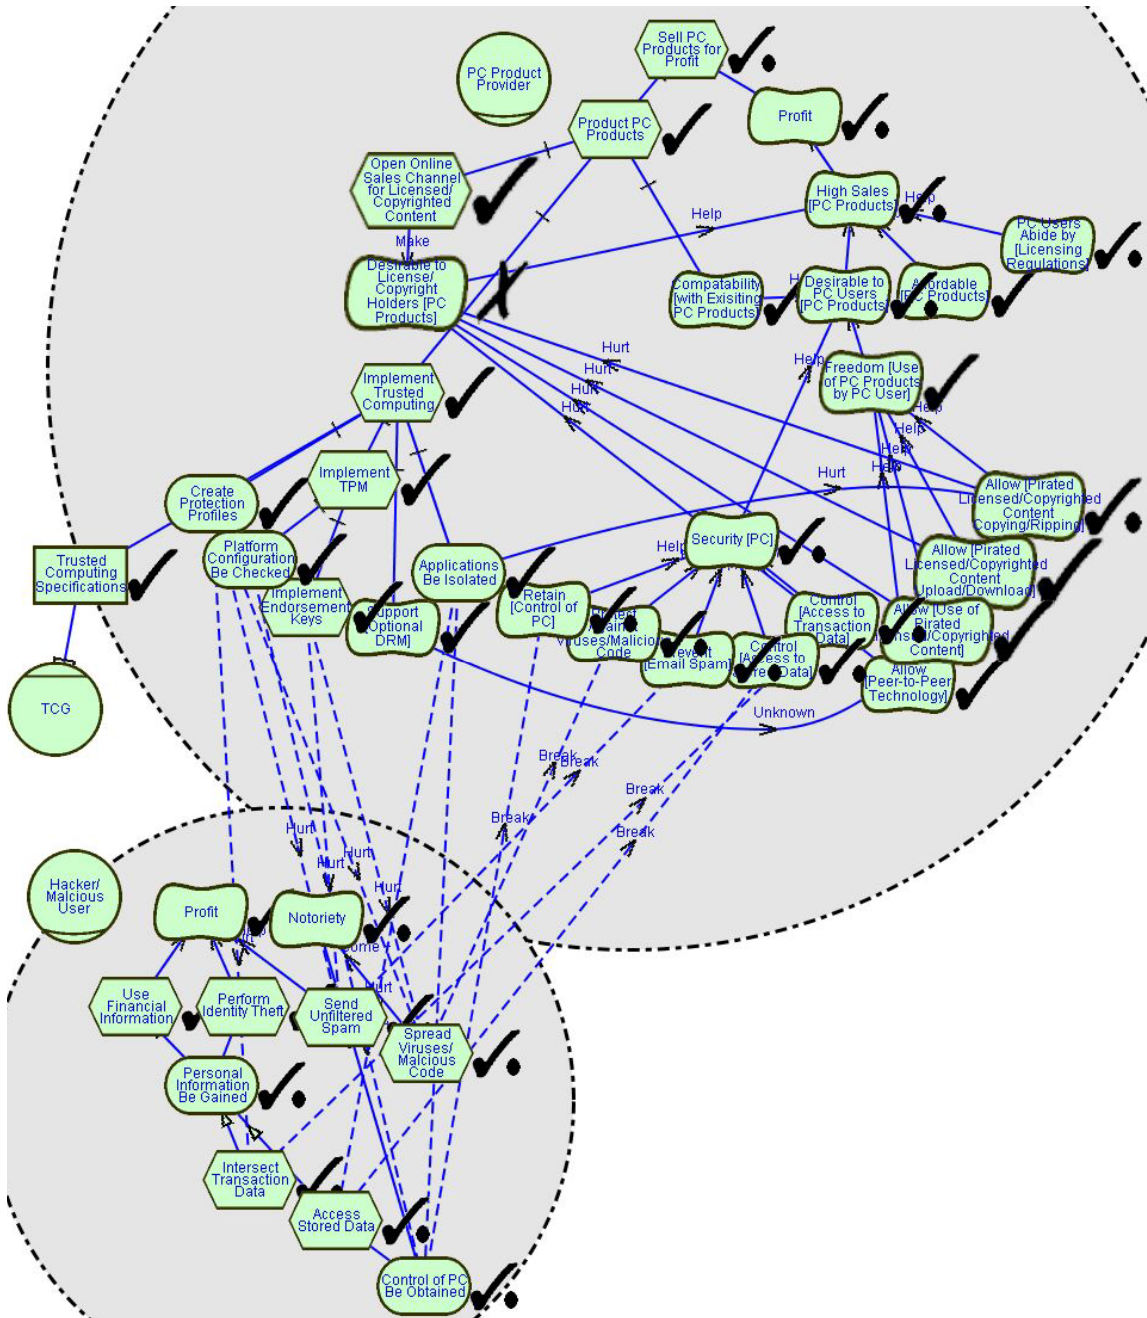 Sell PC
Products for
Profit
PC Product
Provider
Profit
Product PC
Products
Open Online
Sales Channel
for Licensed/
Copyrighted
Content
High Sales
[PC Products]
Help
Help
PC Users
Abide by
[Licensing
Regulations]
Make
Desirable to
License/
Copyright
Holders [PC
Products]
Compatability
[with Exisiting
PC Products]
Desirable to
PC Users
[PC Products]
Affordable
[PC Products]
Hurt
Hurt
Hurt
Hurt
Help
Freedom [Use
of PC Products
by PC User]
Help
Help
Help
Help
Implement
Trusted
Computing
Implement
TPM
Create
Protection
Profiles
Hurt
Allow [Pirated
Licensed/Copyrighted
Content
Copying/Ripping]
Trusted
Computing
Specifications
Platform
Configuration
Be Checked
Implement
Endorsement
Keys
Support
[Optional
DRM]
Applications
Be Isolated
Security [PC]
Help
Retain
[Control of
PC]
Protect
Against
Viruses/Malicious
Code
Prevent
[Email Spam]
Control
[Access to
Transaction
Data]
Control
[Access to
Data]
Allow [Pirated
Licensed/Copyrighted
Content
Upload/Download]
Allow [Use of
Pirated
Licensed/Copyrighted
Content]
Allow
[Peer-to-Peer
Technology]
TCG
Unknown
Break
Break
Break
Break
Break
Hurt
Hurt
Hurt
Hurt
Hacker/
Malcious
User
Profit
Notoriety
Hurt
Use
Financial
Information
Perform
Identity Theft
Send
Unfiltered
Spam
Spread
Viruses/
Malcious
Code
Personal
Information
Be Gained
Intersect
Transaction
Data
Access
Stored Data
Control of PC
Be Obtained